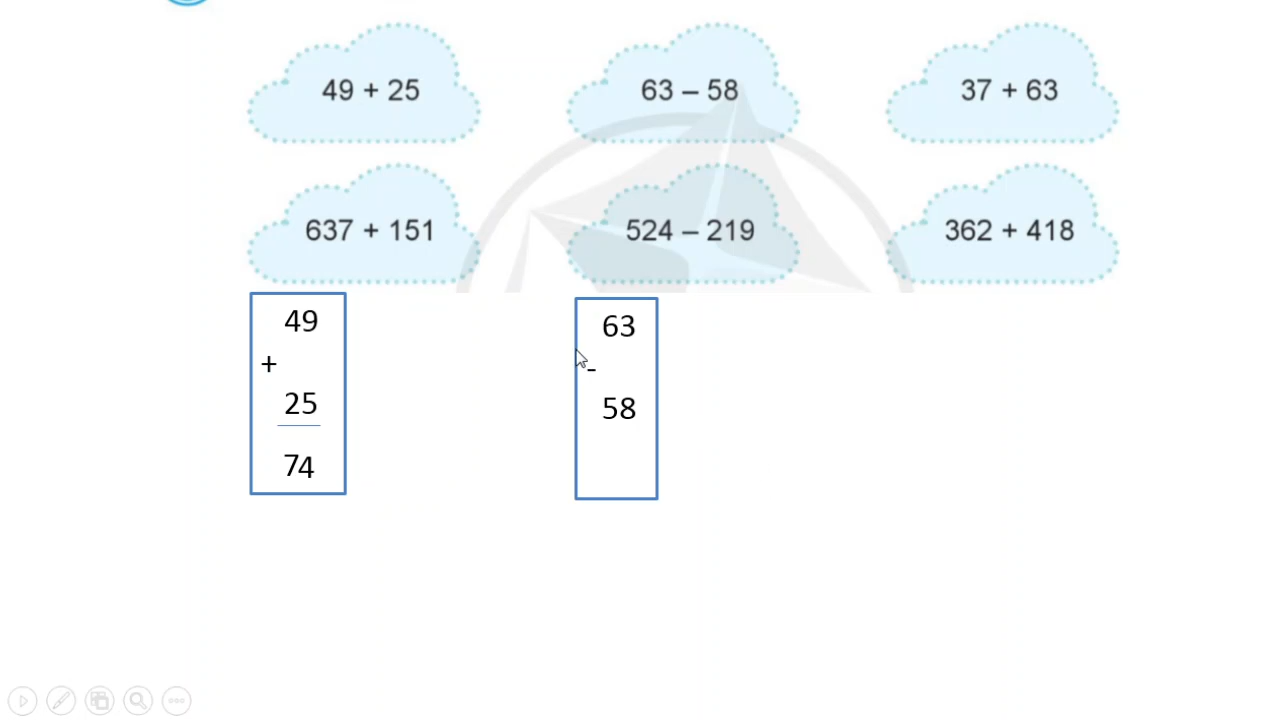 49 + 25
63 – 58
37 + 63
637 + 151
524 – 219
362 + 418
49
+
25
74
63
-
58